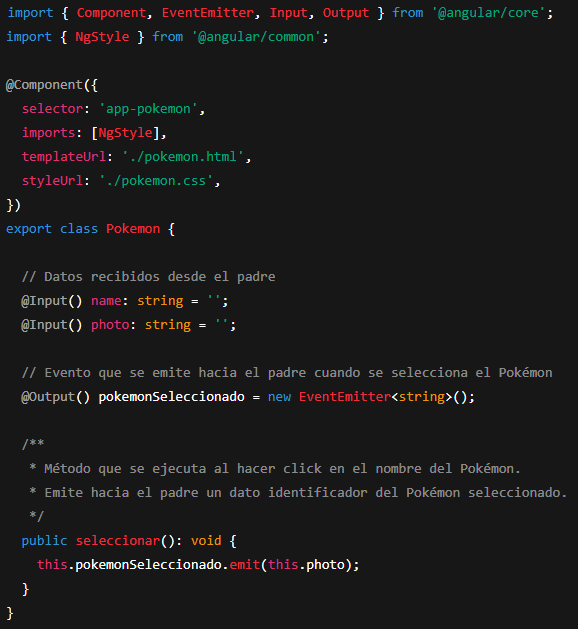 import { Component, EventEmitter, Input, Output } from '@angular/core';
import { NgStyle } from '@angular/common';

@Component({
  selector: 'app-pokemon',
  imports: [NgStyle],
  templateUrl: './pokemon.html',
  styleUrl: './pokemon.css',
})
export class Pokemon {

  // Datos recibidos desde el padre
  @Input() name: string = '';
  @Input() photo: string = '';

  // Evento que se emite hacia el padre cuando se selecciona el Pokémon
  @Output() pokemonSeleccionado = new EventEmitter<string>();

  /**
   * Método que se ejecuta al hacer click en el nombre del Pokémon.
   * Emite hacia el padre un dato identificador del Pokémon seleccionado.
   */
  public seleccionar(): void {
    this.pokemonSeleccionado.emit(this.photo);
  }
}